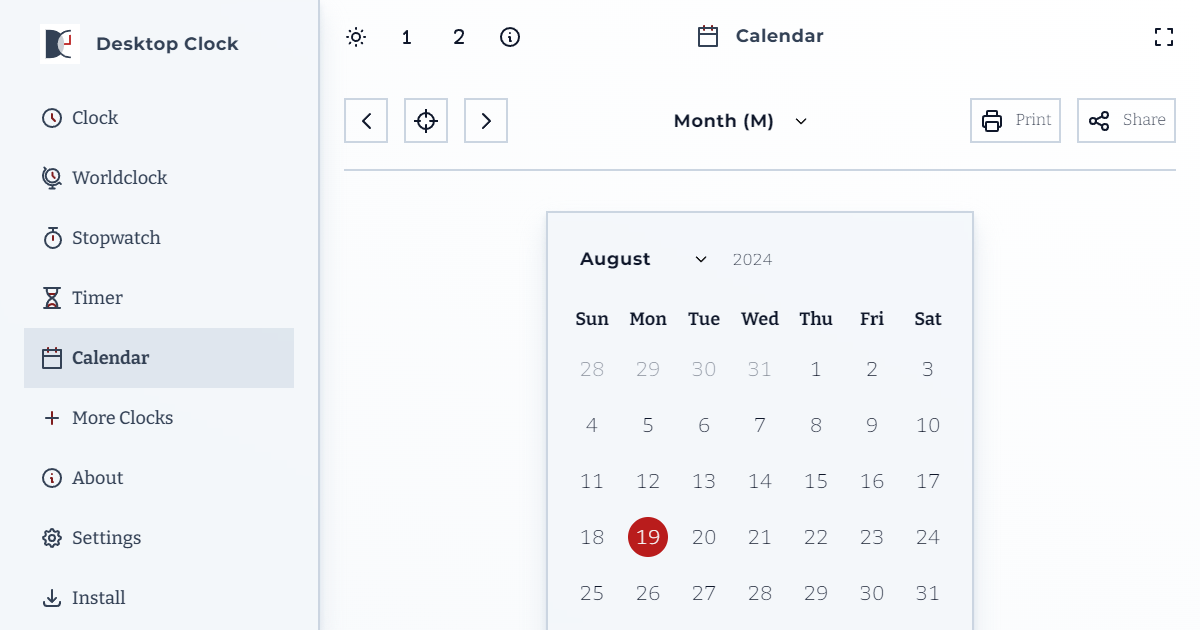 Desktop Clock
Clock
Worldclock
Stopwatch
Timer
Calendar
More Clocks
About
Settings
Install
1 2 Calendar
Month (M) Print Share
August 2024
Sun Mon Tue Wed Thu Fri Sat
28 29 30 31 1 2 3
4 5 6 7 8 9 10
11 12 13 14 15 16 17
18 19 20 21 22 23 24
25 26 27 28 29 30 31